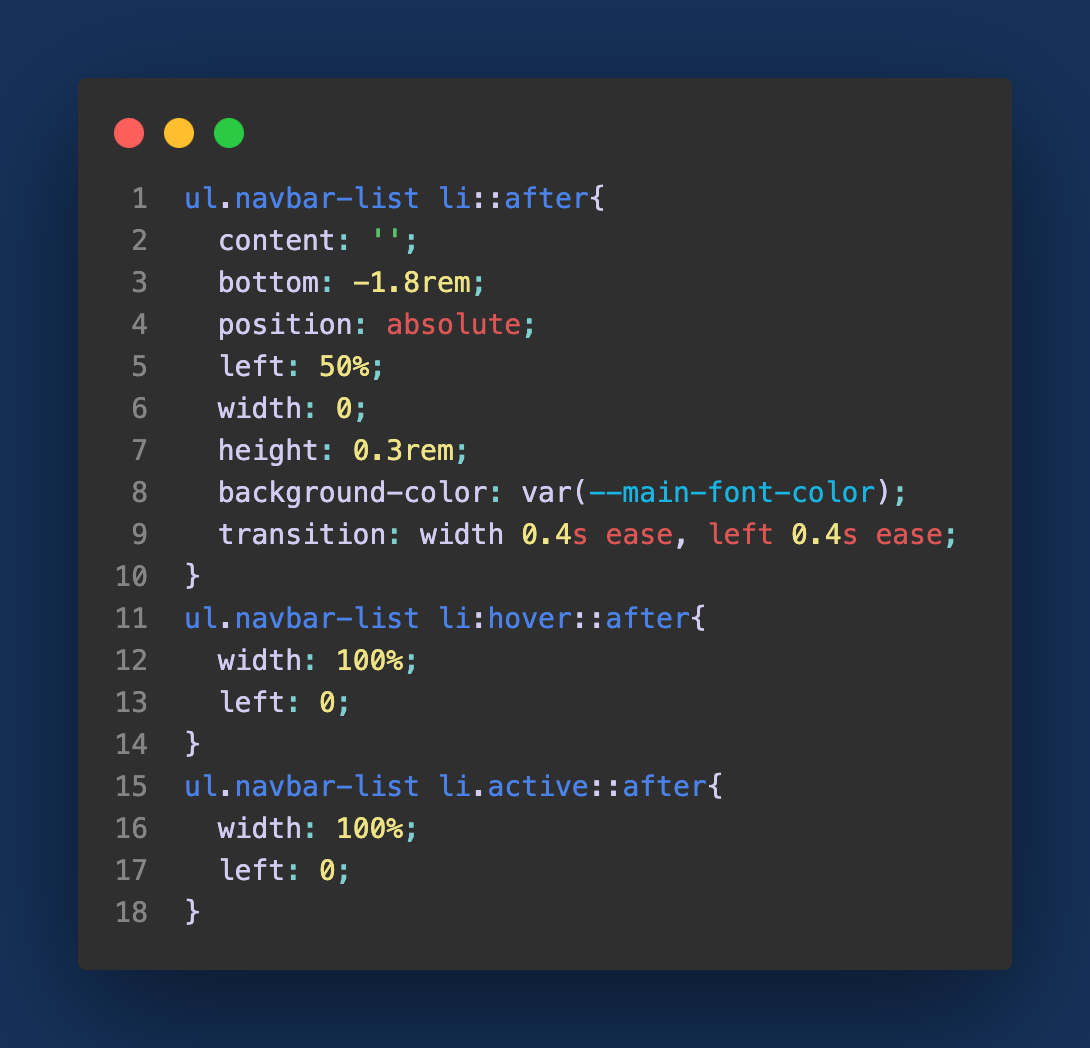 1 ul.navbar-list li::after{
2   content: '';
3   bottom: -1.8rem;
4   position: absolute;
5   left: 50%;
6   width: 0;
7   height: 0.3rem;
8   background-color: var(--main-font-color);
9   transition: width 0.4s ease, left 0.4s ease;
10 }
11 ul.navbar-list li:hover::after{
12   width: 100%;
13   left: 0;
14 }
15 ul.navbar-list li.active::after{
16   width: 100%;
17   left: 0;
18 }